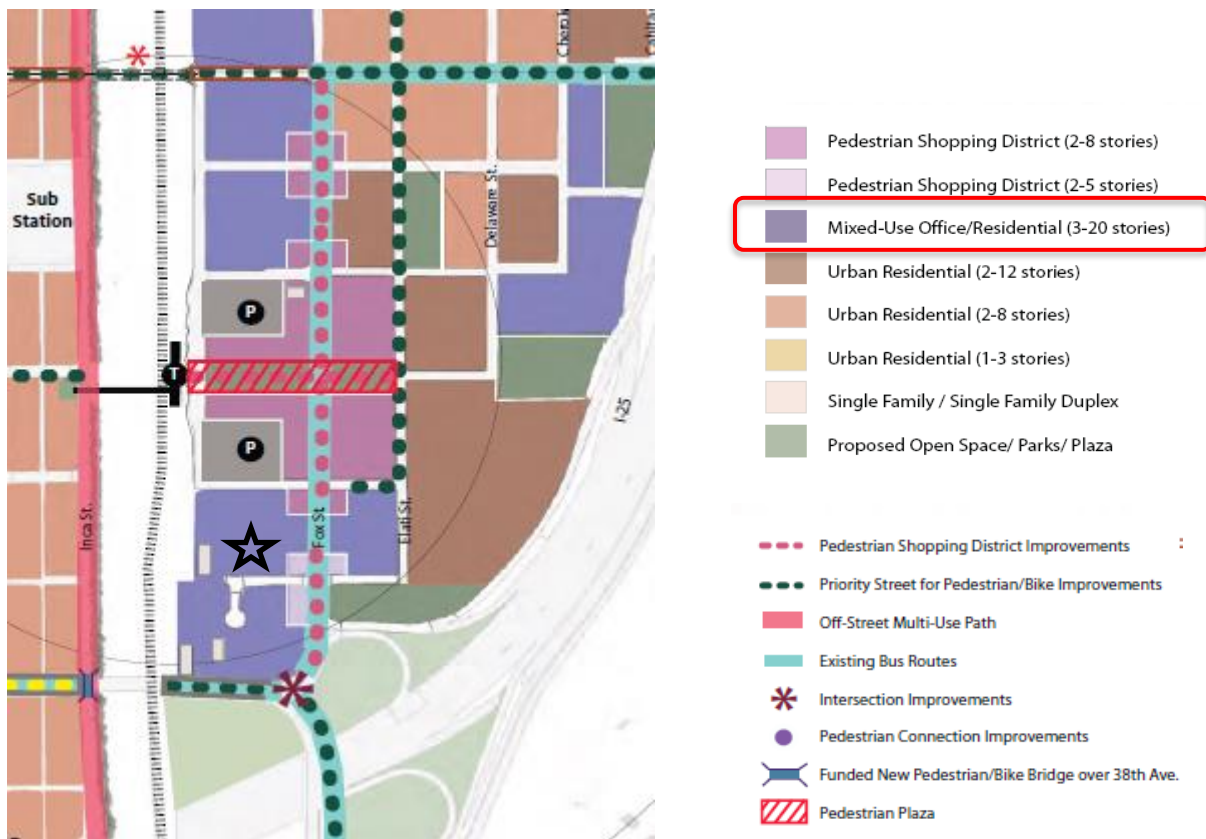 Cherok
Sub
Station
Delaware St.
P
T
I-25
P
Inca St.
Fox St
Elati St.
Pedestrian Shopping District (2-8 stories)
Pedestrian Shopping District (2-5 stories)
Mixed-Use Office/Residential (3-20 stories)
Urban Residential (2-12 stories)
Urban Residential (2-8 stories)
Urban Residential (1-3 stories)
Single Family / Single Family Duplex
Proposed Open Space/ Parks/ Plaza
Pedestrian Shopping District Improvements
Priority Street for Pedestrian/Bike Improvements
Off-Street Multi-Use Path
Existing Bus Routes
Intersection Improvements
Pedestrian Connection Improvements
Funded New Pedestrian/Bike Bridge over 38th Ave.
Pedestrian Plaza